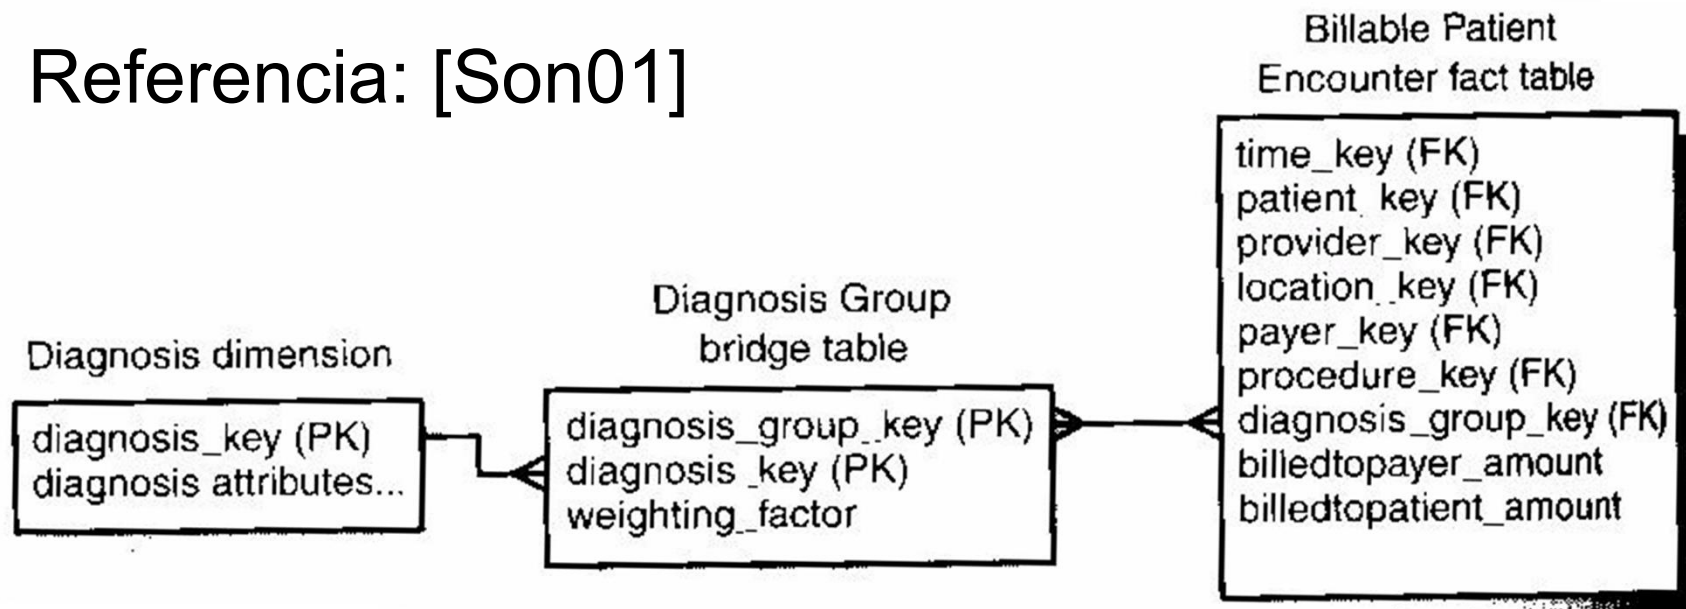 Referencia: [Son01]
Billable Patient
Encounter fact table
time_key (FK)
patient_key (FK)
provider_key (FK)
location_key (FK)
payer_key (FK)
procedure_key (FK)
diagnosis_group_key (FK)
billedtopayer_amount
billedtopatient_amount
Diagnosis Group
bridge table
diagnosis_group_key (PK)
diagnosis_key (PK)
weighting_factor
Diagnosis dimension
diagnosis_key (PK)
diagnosis attributes...